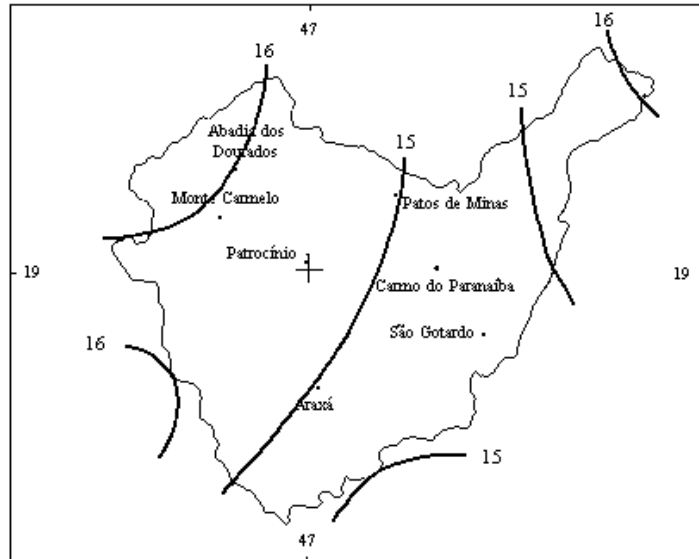 47
16
16
15
15
Abadia dos
Dourados
Monte Carmelo
Patos de Minas
Patrocínio
19
19
Carmo do Paranaíba
São Gotardo
16
Araxá
15
47